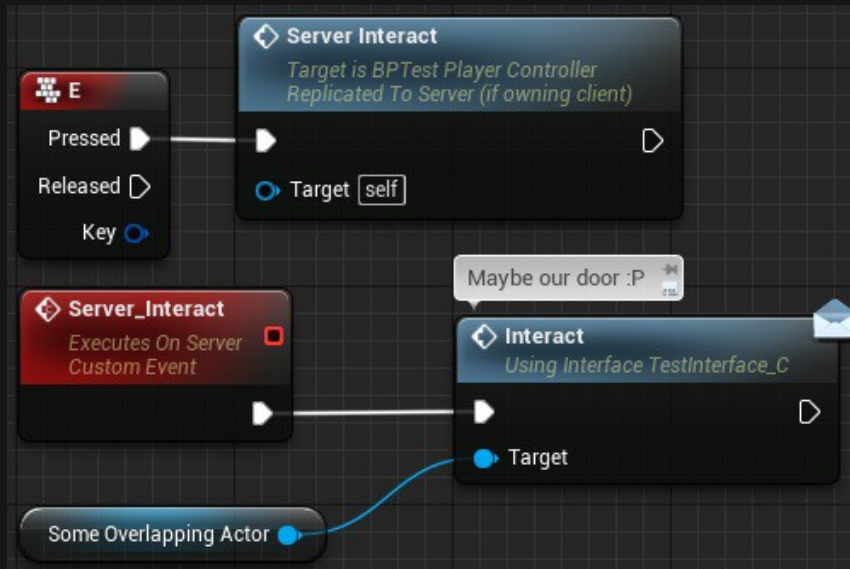 Server Interact
Target is BPTest Player Controller
Replicated To Server (if owning client)
E
Pressed
Released
Key
Target self
Maybe our door :P
Server_Interact
Executes On Server
Custom Event
Interact
Using Interface TestInterface_C
Target
Some Overlapping Actor